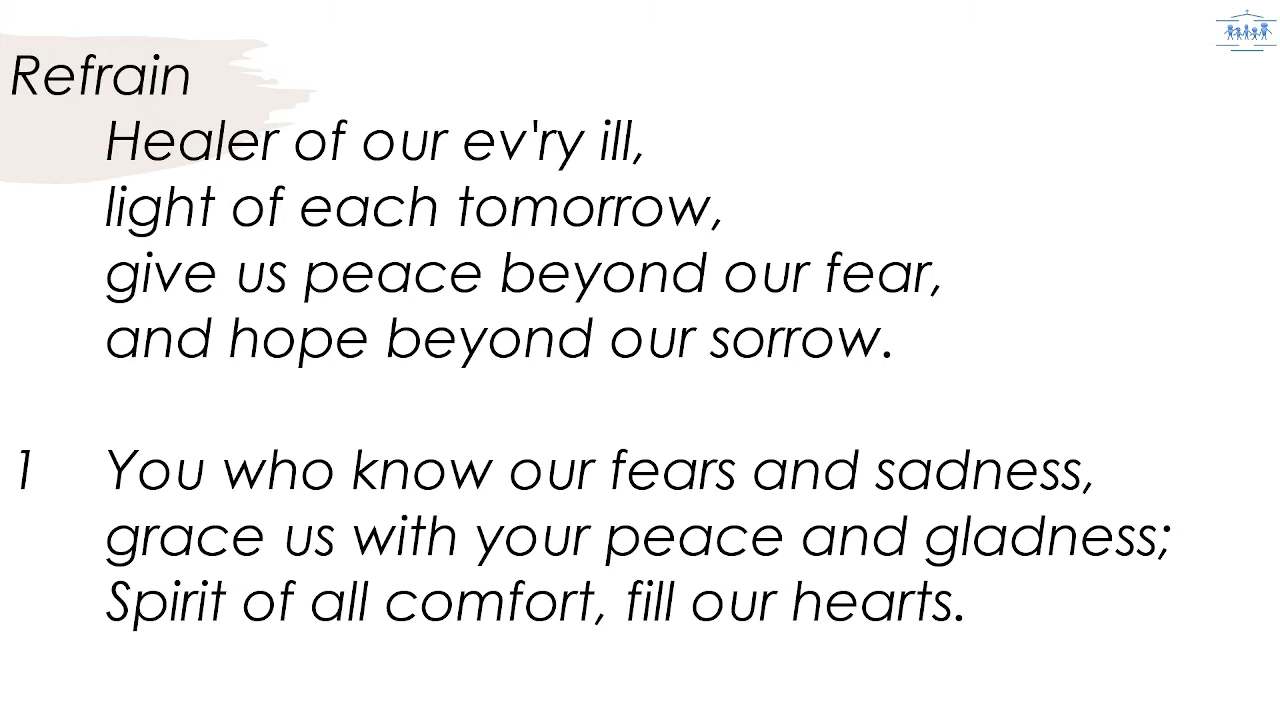 Refrain
Healer of our ev'ry ill,
light of each tomorrow,
give us peace beyond our fear,
and hope beyond our sorrow.
1 You who know our fears and sadness,
grace us with your peace and gladness;
Spirit of all comfort, fill our hearts.